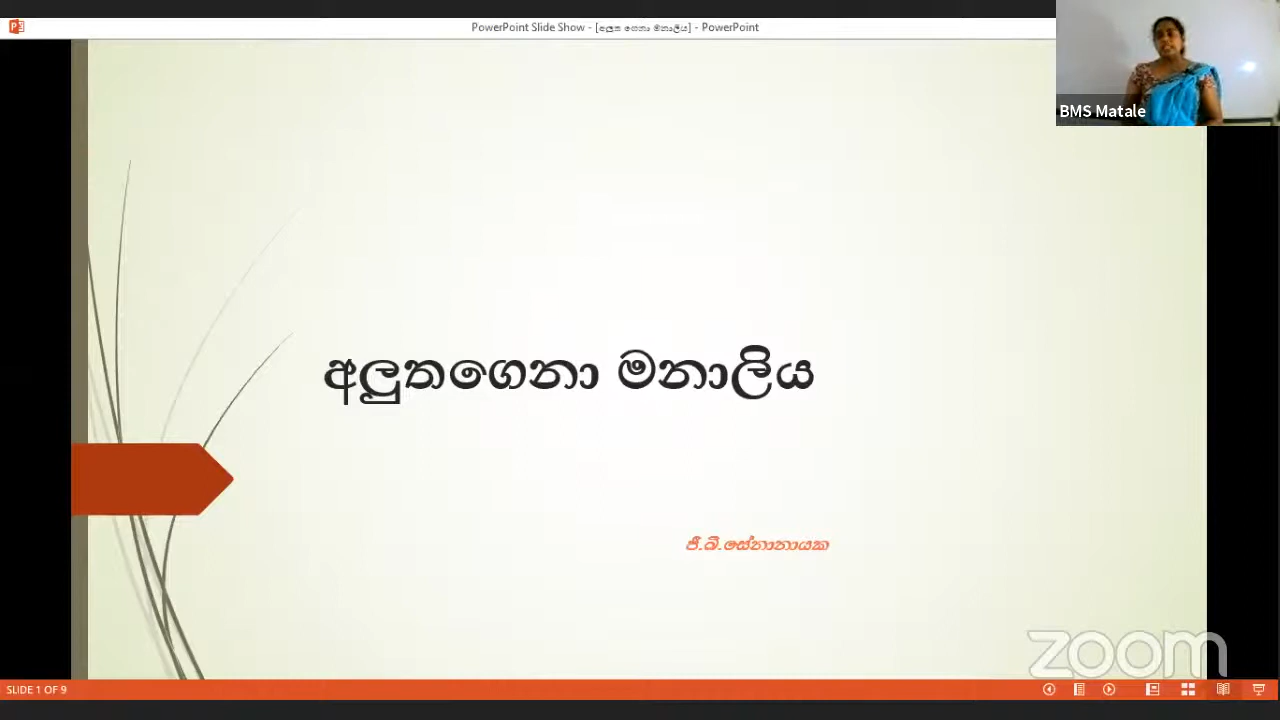 PowerPoint Slide Show - [අලුත ගෙනා මනාලිය] - PowerPoint
BMS Matale
අලුතගෙනා මනාලිය
ජී.බී.සේනානායක
zoom
SLIDE 1 OF 9